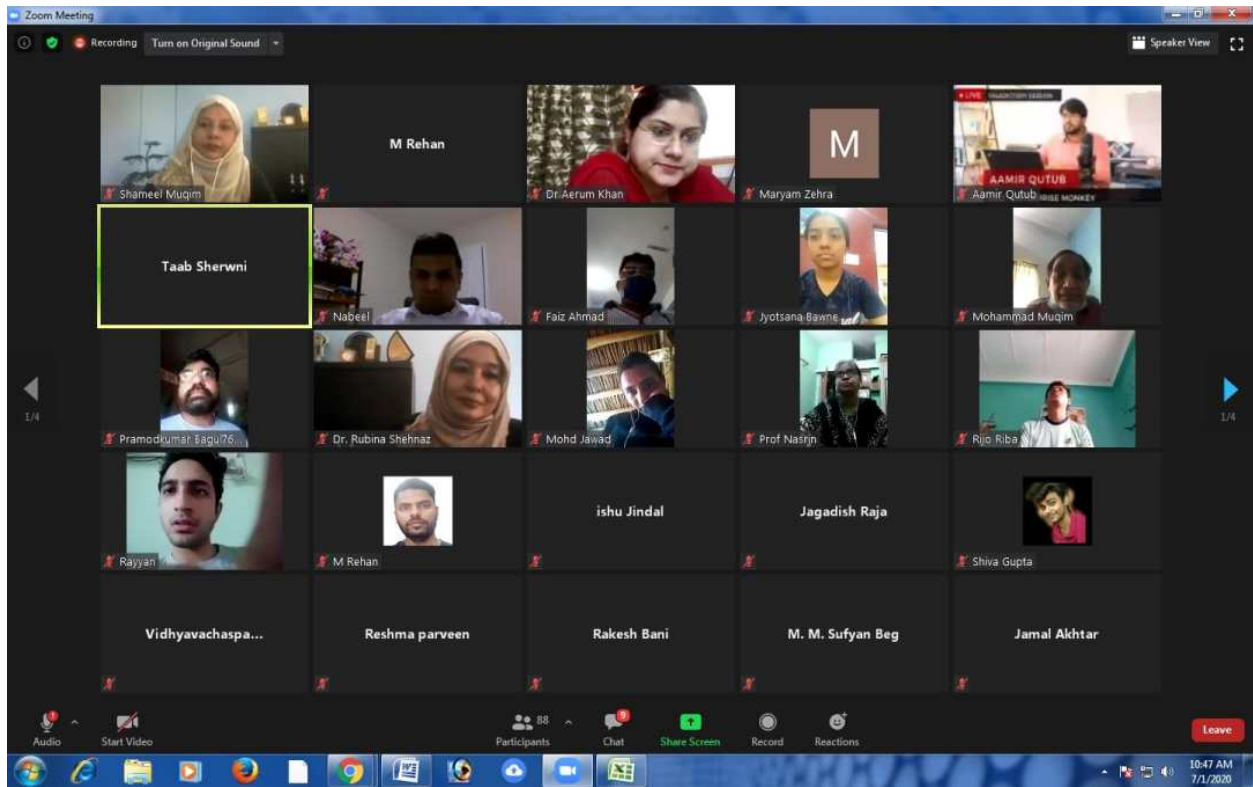 Zoom Meeting
Recording
Turn on Original Sound
Speaker View
Shameel Muqim
M Rehan
Dr Aerum Khan
M
Maryam Zehra
LIVE
AAMIR QUTUB
Aamir Qutub
RISE MONKEY
Taab Sherwni
Nabeel
Faiz Ahmad
Jyotsana Bawne
Mohammad Muqim
1/4
Pramodkumar Bagul76...
Dr. Rubina Shehnaz
Mohd Jawad
Prof Nasrin
Rijo Riba
1/4
Rayyan
M Rehan
ishu Jindal
Jagadish Raja
Shiva Gupta
Vidhyavachaspa...
Reshma parveen
Rakesh Bani
M. M. Sufyan Beg
Jamal Akhtar
Audio
Start Video
88
Participants
9
Chat
Share Screen
Record
Reactions
Leave
10:47 AM
7/1/2020